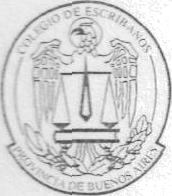 COLEGIO DE ESCRIBANOS
PROVINCIA DE BUENOS AIRES